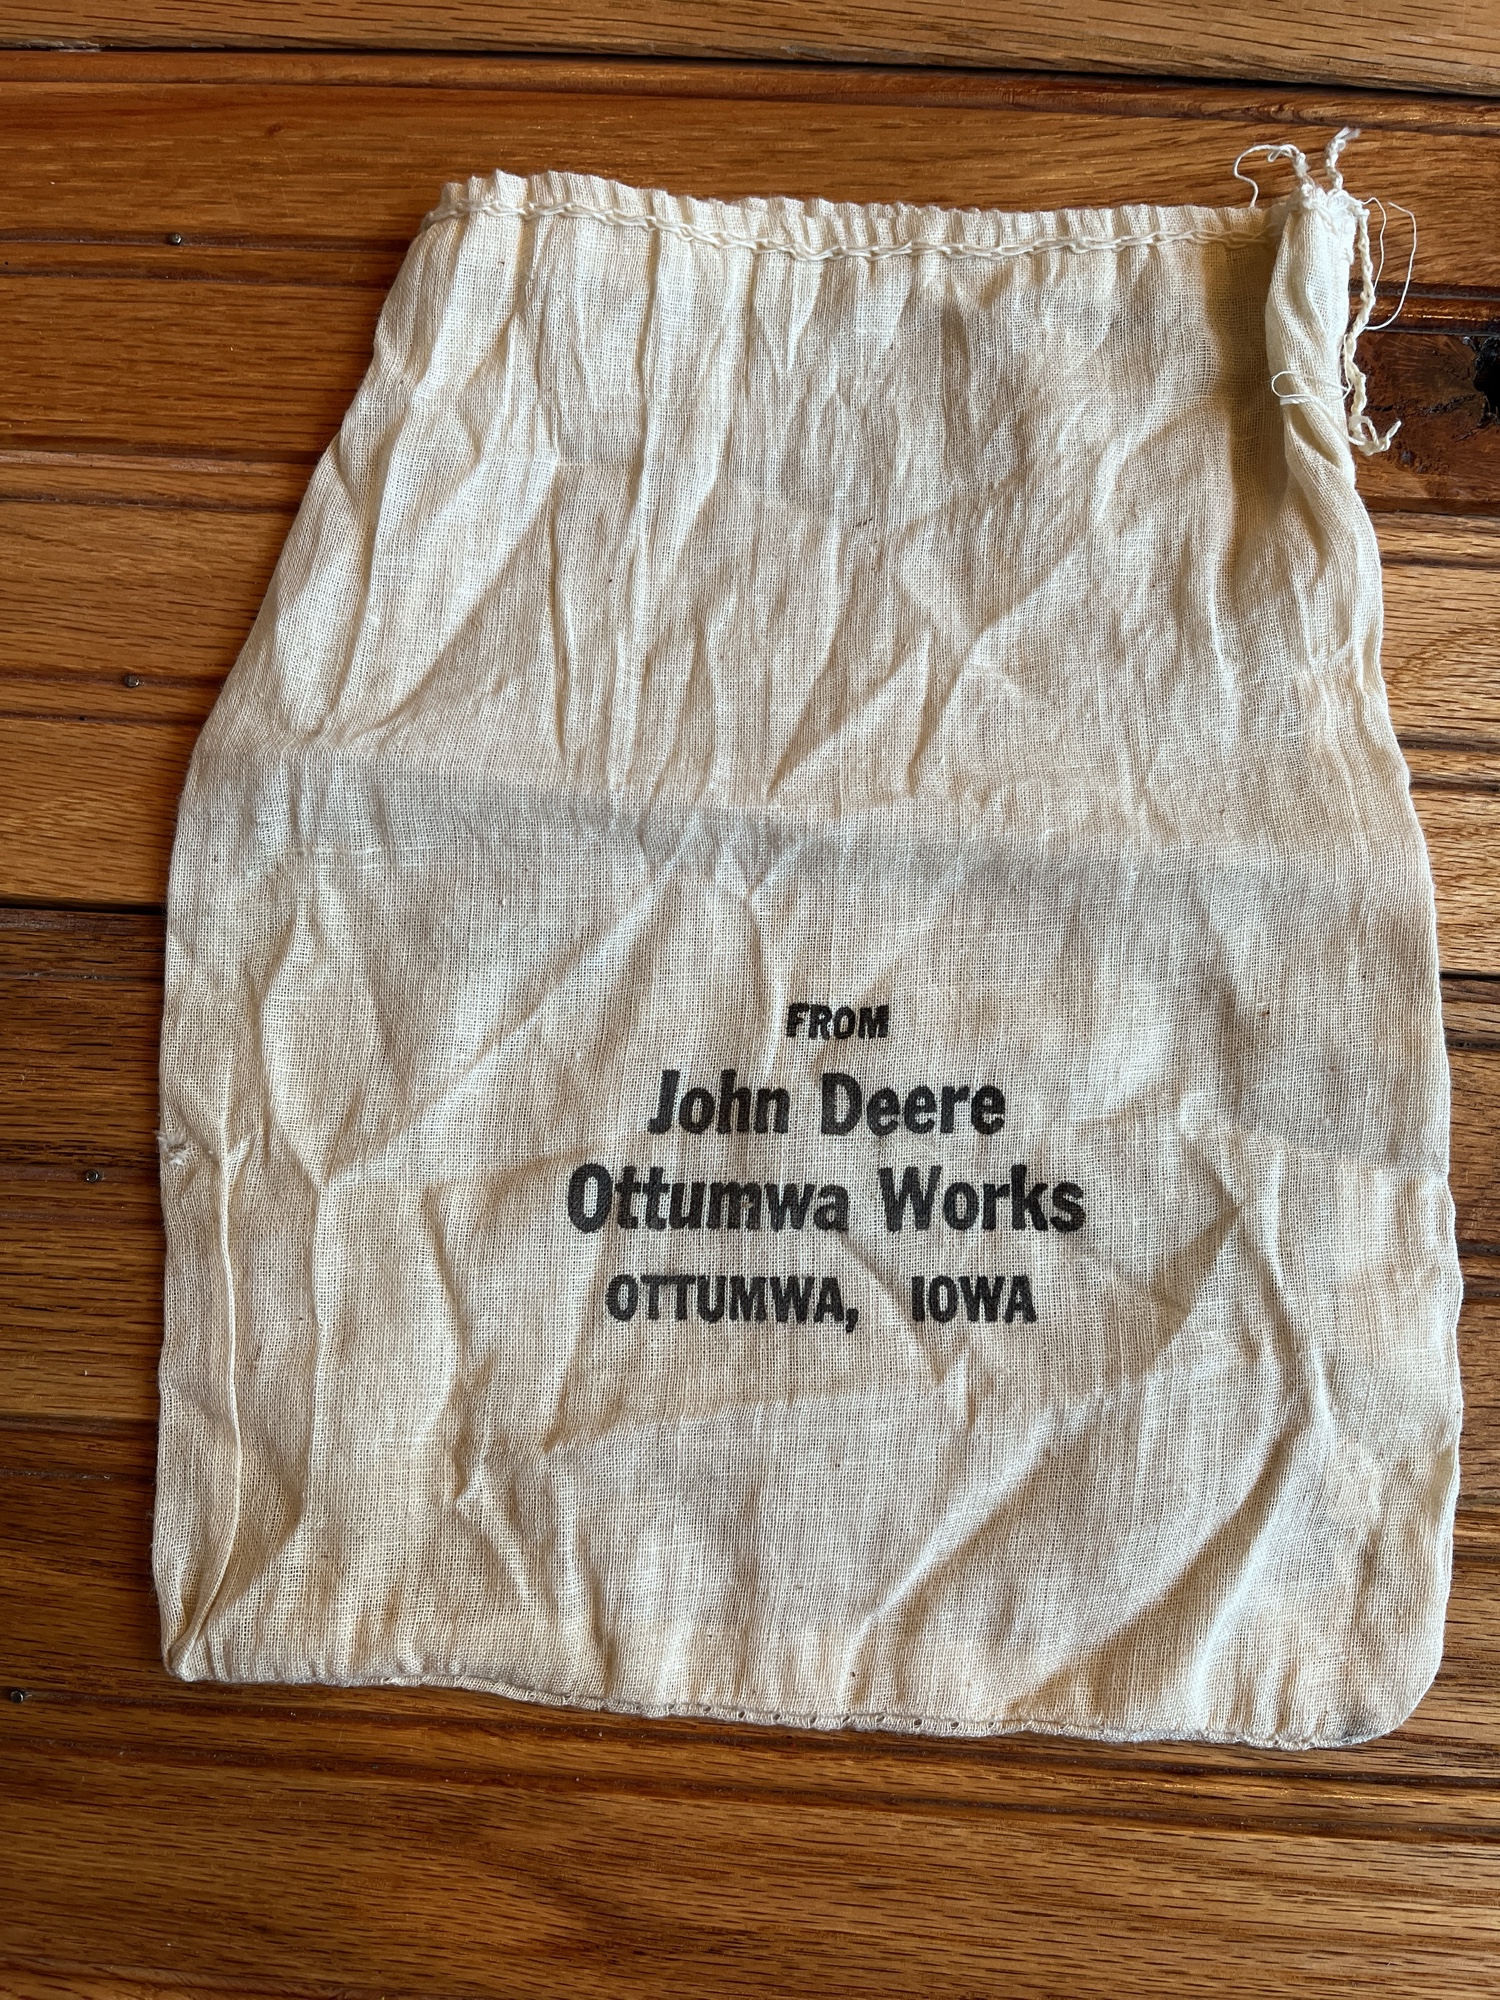 FROM
John Deere
Ottumwa Works
OTTUMWA, IOWA